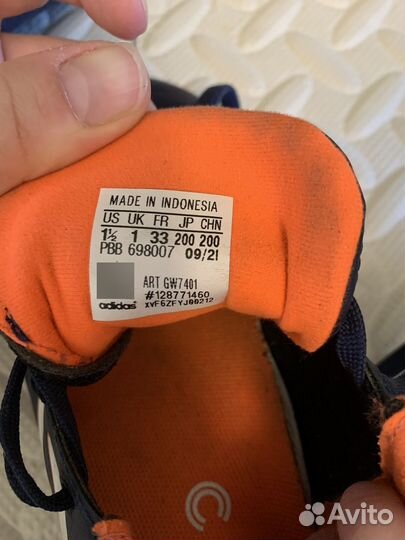 MADE IN INDONESIA
US UK FR JP CHN
1½ 1 33 200 200
PBB 698007 09/21
ART GW7401
#128771460
adidas xvF6ZFYJ00212
Avito